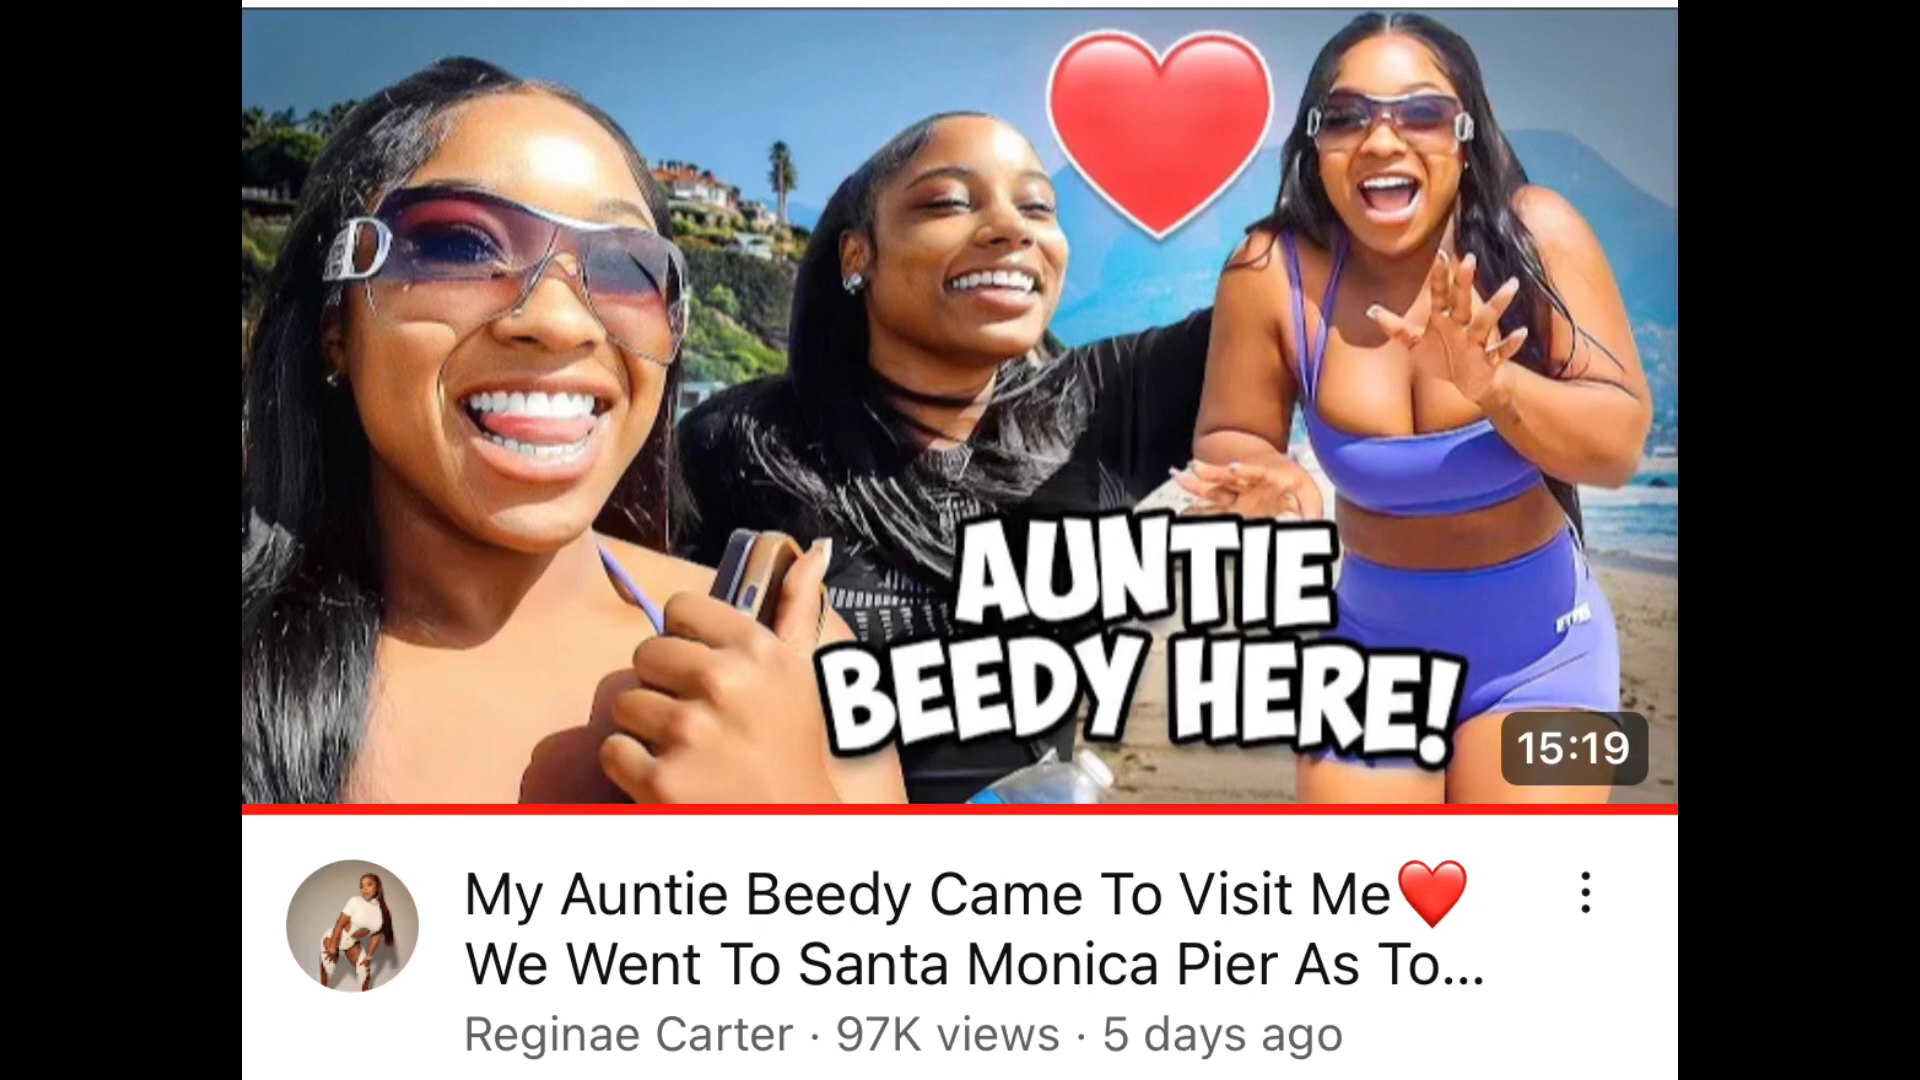 AUNTIE
BEEDY HERE!
15:19
My Auntie Beedy Came To Visit Me❤️
We Went To Santa Monica Pier As To...
Reginae Carter · 97K views · 5 days ago